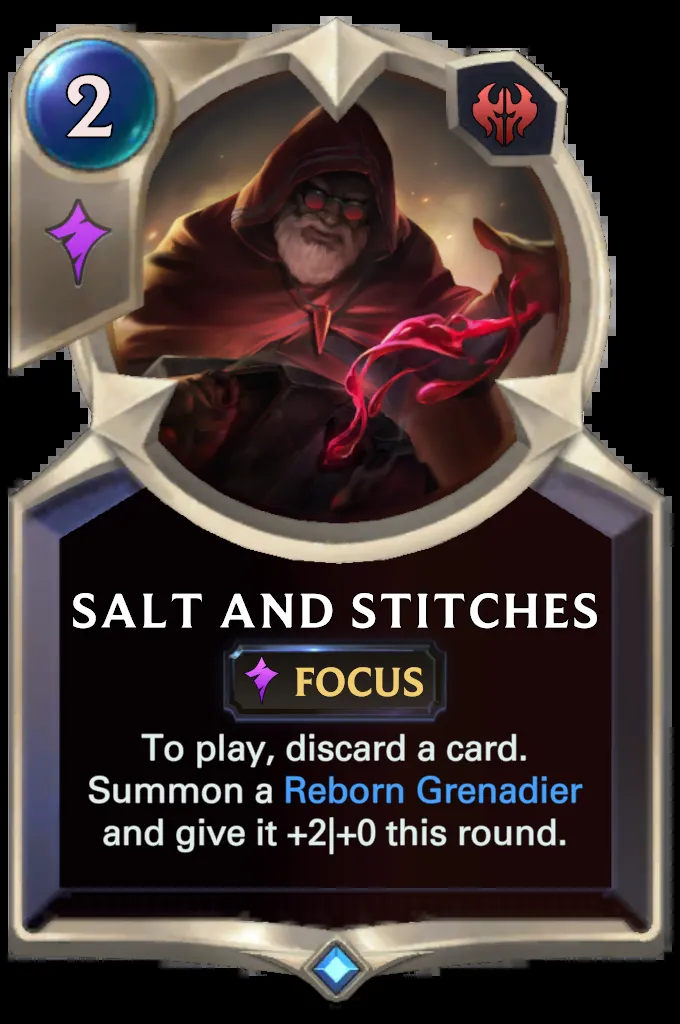 2
SALT AND STITCHES
FOCUS
To play, discard a card.
Summon a Reborn Grenadier
and give it +2|+0 this round.